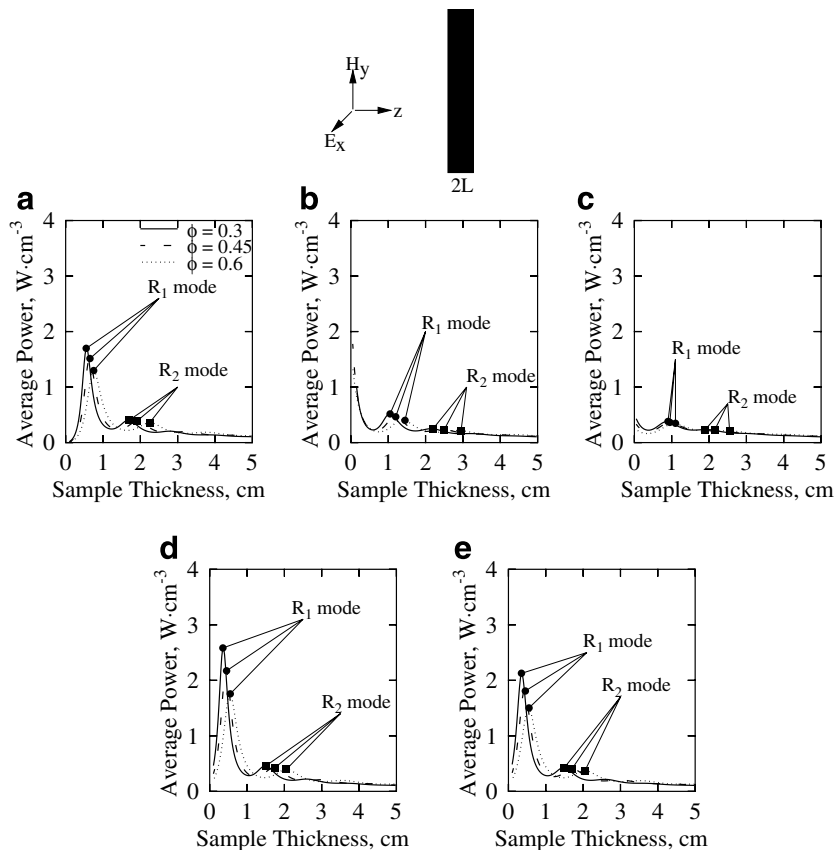 H_y
z
E_x
2L
a
b
c
4
3
2
1
0
Average Power, W·cm⁻³
ϕ = 0.3
ϕ = 0.45
ϕ = 0.6
R₁ mode
R₂ mode
0 1 2 3 4 5
Sample Thickness, cm
4
3
2
1
0
Average Power, W·cm⁻³
R₁ mode
R₂ mode
0 1 2 3 4 5
Sample Thickness, cm
4
3
2
1
0
Average Power, W·cm⁻³
R₁ mode
R₂ mode
0 1 2 3 4 5
Sample Thickness, cm
d
e
4
3
2
1
0
Average Power, W·cm⁻³
R₁ mode
R₂ mode
0 1 2 3 4 5
Sample Thickness, cm
4
3
2
1
0
Average Power, W·cm⁻³
R₁ mode
R₂ mode
0 1 2 3 4 5
Sample Thickness, cm